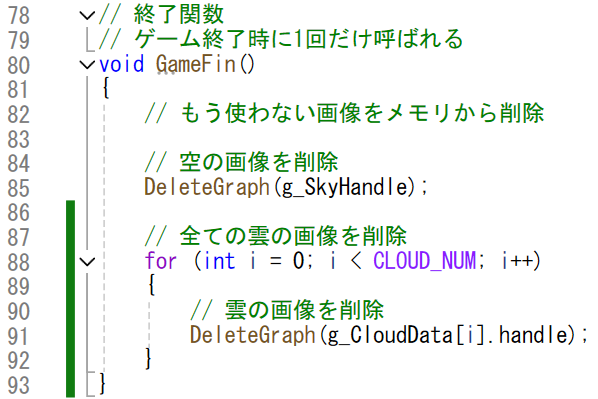 78 // 終了関数
79 // ゲーム終了時に1回だけ呼ばれる
80 void GameFin()
81 {
82 // もう使わない画像をメモリから削除
83
84 // 空の画像を削除
85 DeleteGraph(g_SkyHandle);
86
87 // 全ての雲の画像を削除
88 for (int i = 0; i < CLOUD_NUM; i++)
89 {
90 // 雲の画像を削除
91 DeleteGraph(g_CloudData[i].handle);
92 }
93 }